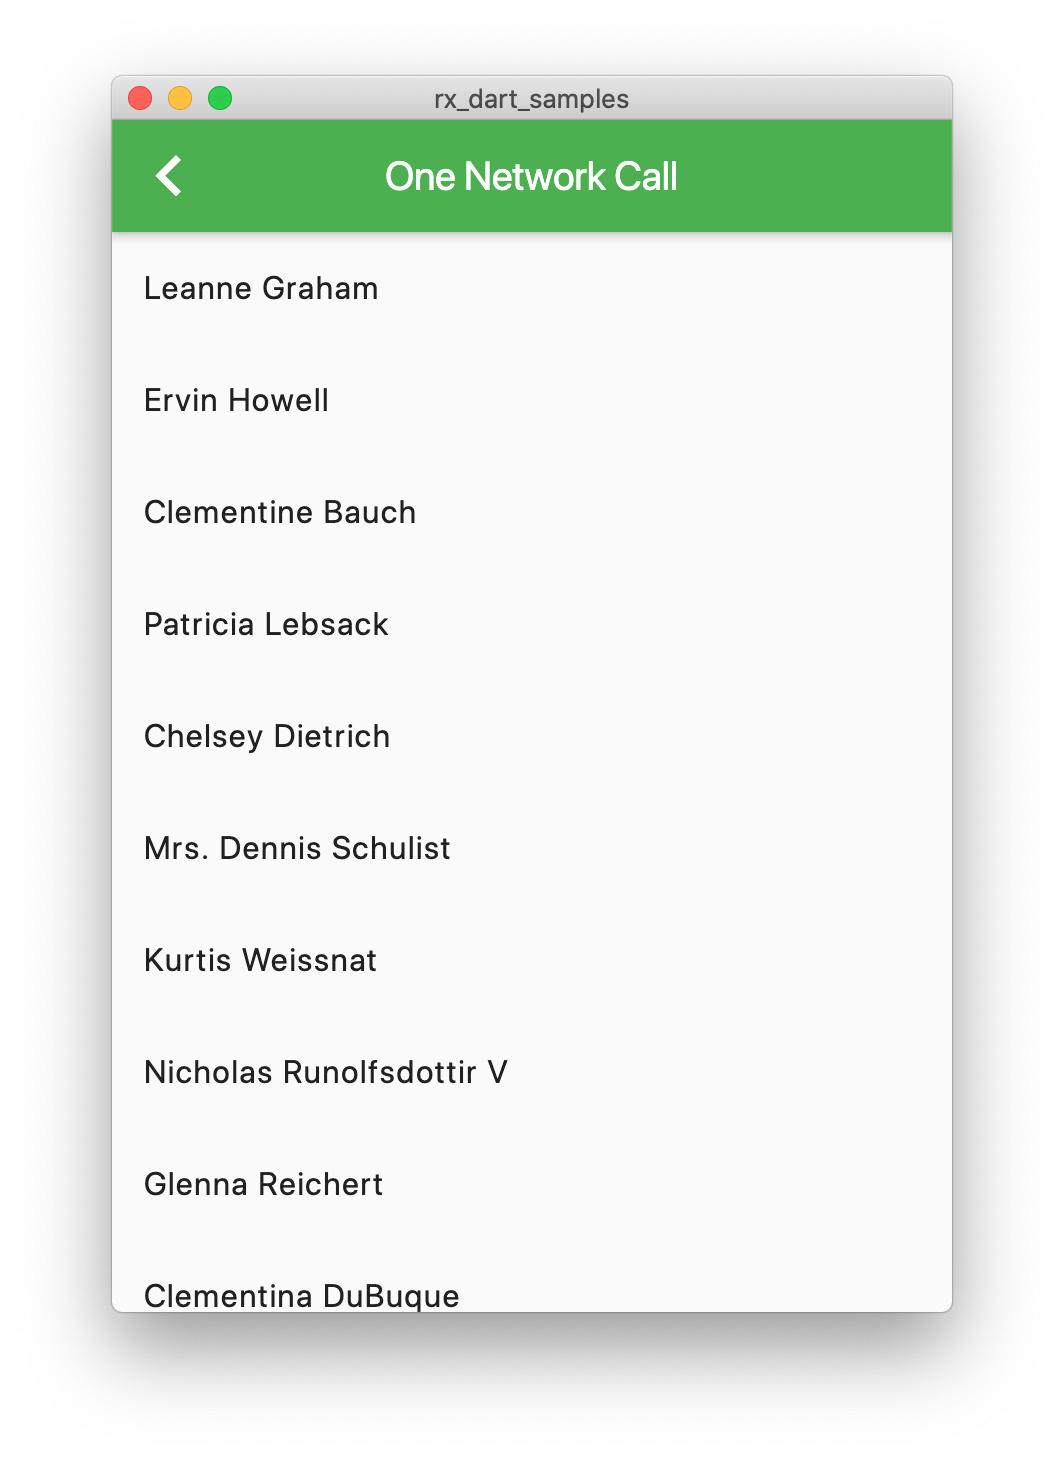 rx_dart_samples
One Network Call
Leanne Graham
Ervin Howell
Clementine Bauch
Patricia Lebsack
Chelsey Dietrich
Mrs. Dennis Schulist
Kurtis Weissnat
Nicholas Runolfsdottir V
Glenna Reichert
Clementina DuBuque